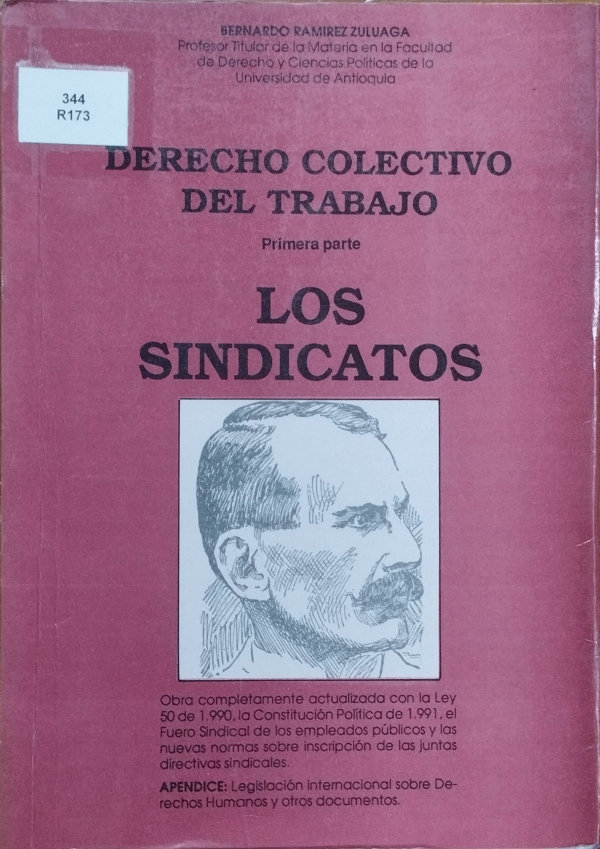 BERNARDO RAMIREZ ZULUAGA
Profesor Titular de la Materia en la Facultad
de Derecho y Ciencias Políticas de la
Universidad de Antioquia
344
R173
DERECHO COLECTIVO
DEL TRABAJO
Primera parte
LOS
SINDICATOS
Obra completamente actualizada con la Ley
50 de 1.990, la Constitución Política de 1.991, el
Fuero Sindical de los empleados públicos y las
nuevas normas sobre inscripción de las juntas
directivas sindicales.
APENDICE: Legislación internacional sobre De-
rechos Humanos y otros documentos.